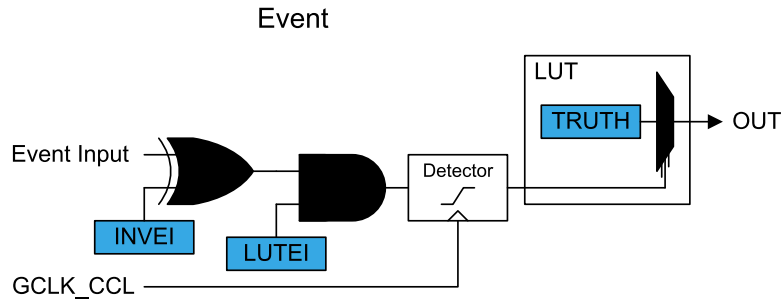 Event
LUT
TRUTH
OUT
Event Input
Detector
INVEI
LUTEI
GCLK_CCL